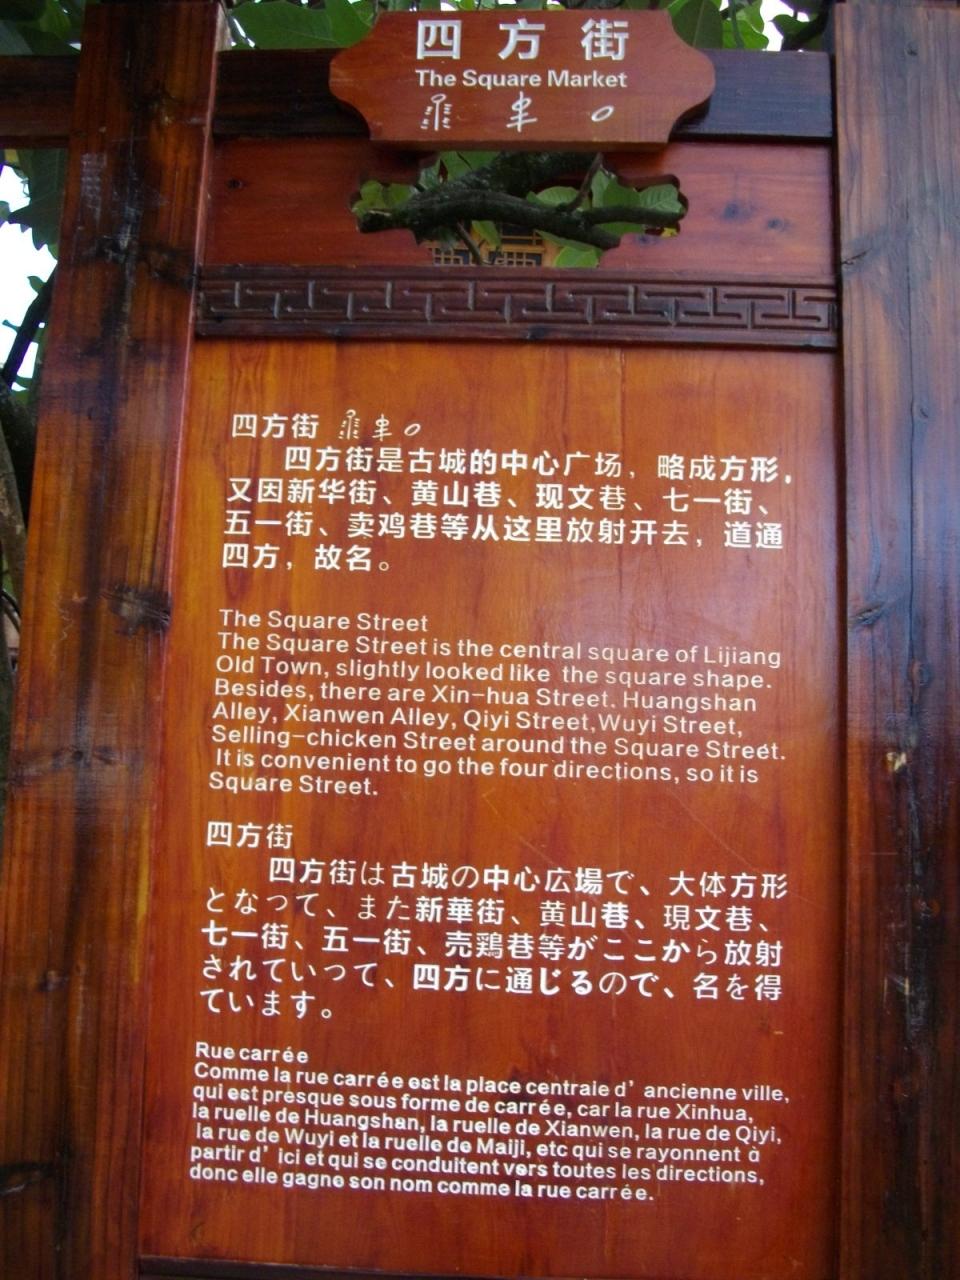 四方街
The Square Market
四方街
四方街是古城的中心广场，略成方形，
又因新华街、黄山巷、现文巷、七一街、
五一街、卖鸡巷等从这里放射开去，道通
四方，故名。
The Square Street
The Square Street is the central square of Lijiang
Old Town, slightly looked like the square shape.
Besides, there are Xin-hua Street. Huangshan
Alley, Xianwen Alley, Qiyi Street,Wuyi Street,
Selling-chicken Street around the Square Street.
It is convenient to go the four directions, so it is
Square Street.
四方街
四方街は古城の中心広場で、大体方形
となつて、また新華街、黄山巷、現文巷、
七一街、五一街、売鶏巷等がここから放射
されていつて、四方に通じるので、名を得
ています。
Rue carrée
Comme la rue carrée est la place centrale d' ancienne ville,
qui est presque sous forme de carrée, car la rue Xinhua,
la ruelle de Huangshan, la ruelle de Xianwen, la rue de Qiyi,
la rue de Wuyi et la ruelle de Maiji, etc qui se rayonnent à
partir d' ici et qui se conduitent vers toutes les directions,
donc elle gagne son nom comme la rue carrée.